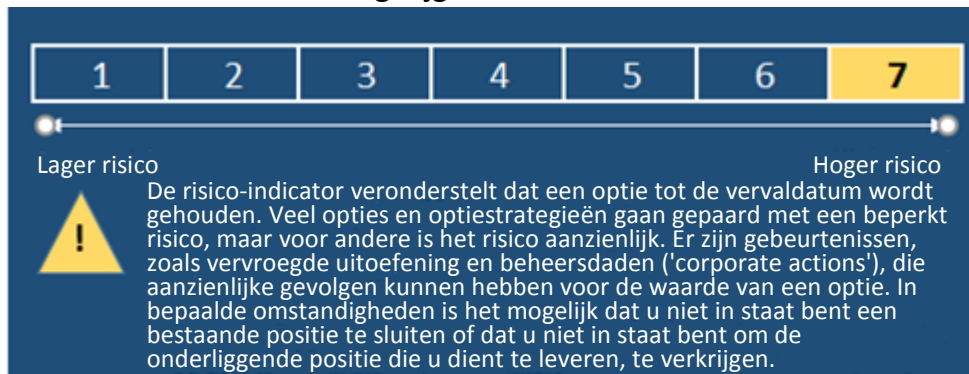 1 2 3 4 5 6 7
Lager risico Hoger risico
De risico-indicator veronderstelt dat een optie tot de vervaldatum wordt
gehouden. Veel opties en optiestrategieën gaan gepaard met een beperkt
! risico, maar voor andere is het risico aanzienlijk. Er zijn gebeurtenissen,
zoals vervroegde uitoefening en beheersdaden ('corporate actions'), die
aanzienlijke gevolgen kunnen hebben voor de waarde van een optie. In
bepaalde omstandigheden is het mogelijk dat u niet in staat bent een
bestaande positie te sluiten of dat u niet in staat bent om de
onderliggende positie die u dient te leveren, te verkrijgen.